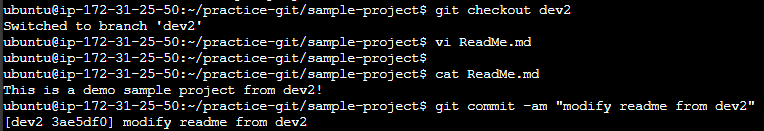 ubuntu@ip-172-31-25-50:~/practice-git/sample-project$ git checkout dev2
Switched to branch 'dev2'
ubuntu@ip-172-31-25-50:~/practice-git/sample-project$ vi ReadMe.md
ubuntu@ip-172-31-25-50:~/practice-git/sample-project$
ubuntu@ip-172-31-25-50:~/practice-git/sample-project$ cat ReadMe.md
This is a demo sample project from dev2!
ubuntu@ip-172-31-25-50:~/practice-git/sample-project$ git commit -am "modify readme from dev2"
[dev2 3ae5df0] modify readme from dev2